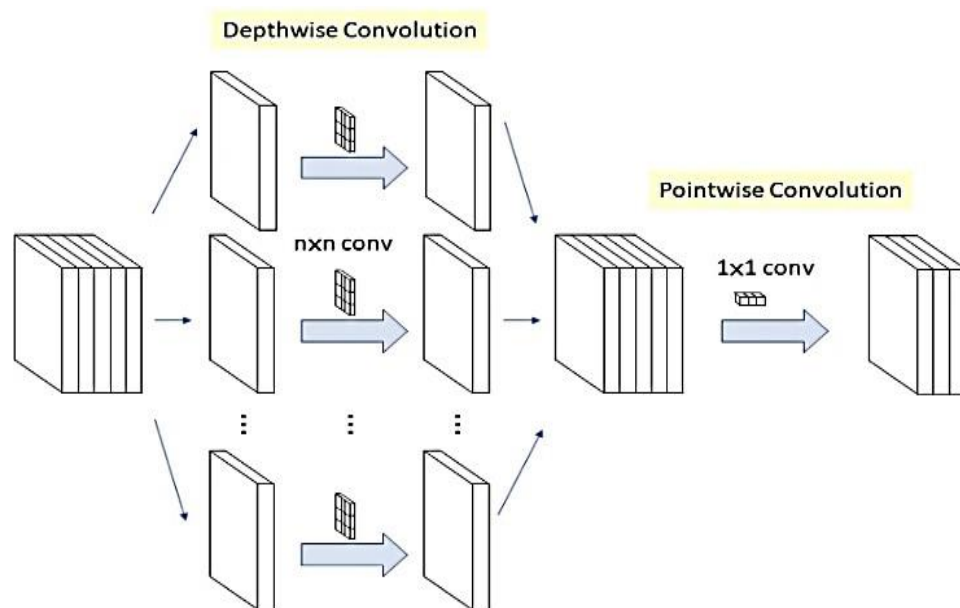 Depthwise Convolution
Pointwise Convolution
nxn conv
1x1 conv